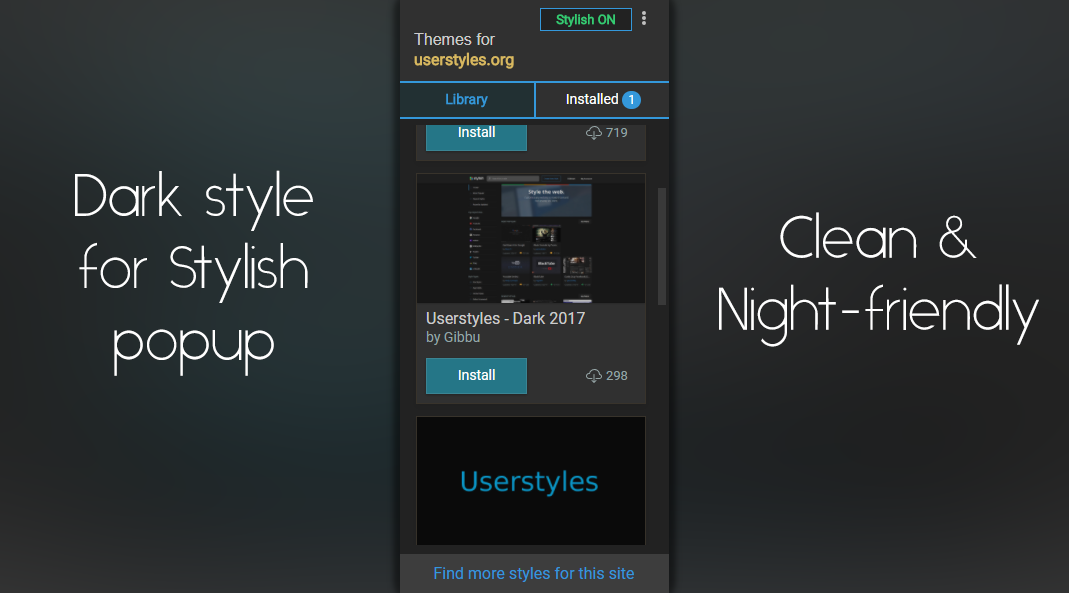 Dark style
for Stylish
popup
Stylish ON
Themes for
userstyles.org
Library
Installed 1
Install
719
Style the web.
Userstyles - Dark 2017
by Gibbu
Install
298
Userstyles
Find more styles for this site
Clean &
Night-friendly